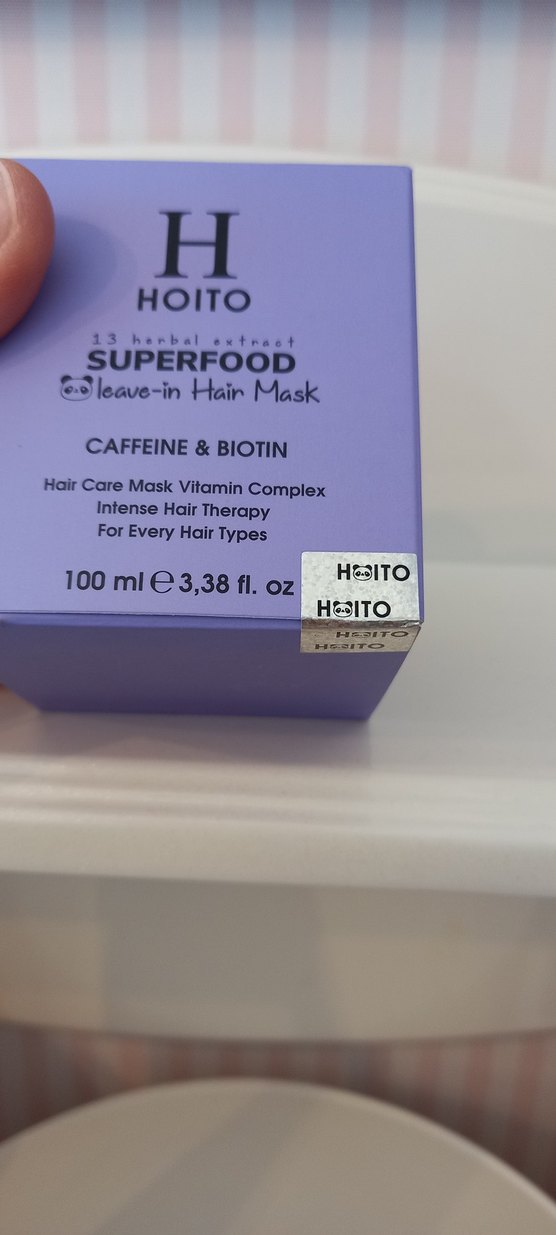 H
HOITO
13 herbal extract
SUPERFOOD
leave-in Hair Mask
CAFFEINE & BIOTIN
Hair Care Mask Vitamin Complex
Intense Hair Therapy
For Every Hair Types
100 ml ℮ 3,38 fl. oz
HOITO
HOITO
HOITO
HOITO